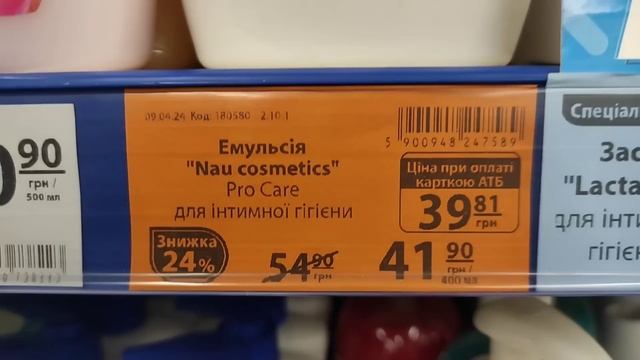 90
грн /
500 мл
09.04.24 Код: 180580 2.10.1
Емульсія
"Nau cosmetics"
Pro Care
для інтимної гігієни
Знижка
24%
54 90
грн
5 900948 247589
Ціна при оплаті
карткою АТБ
39 81
грн
41 90
грн /
400 мл
Спеціал
Зас
"Lacta
для інти
гігієн